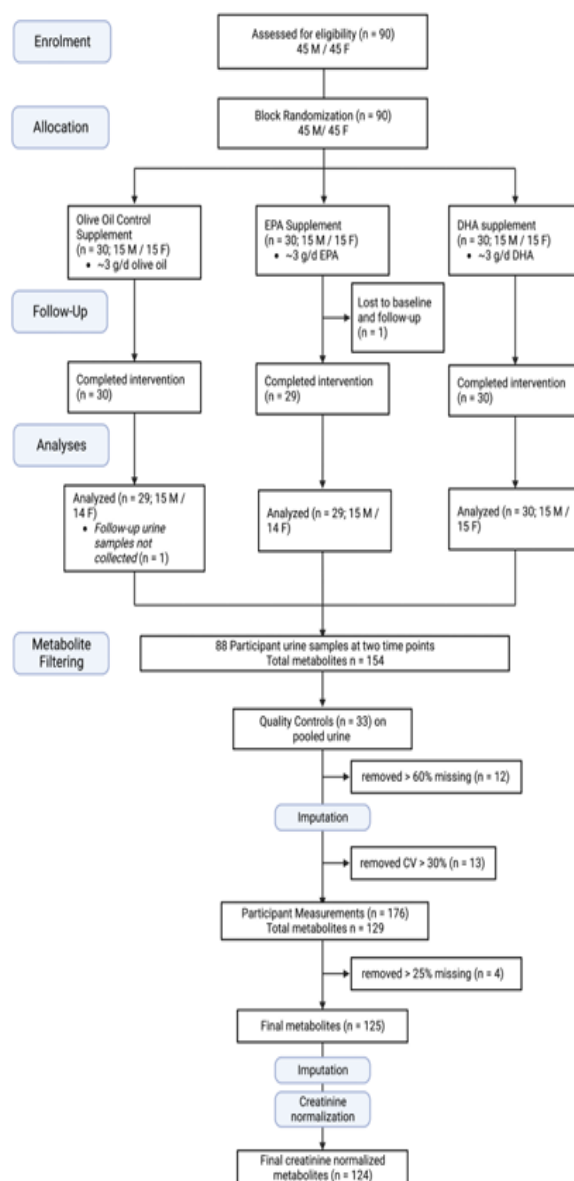 Enrolment
Assessed for eligibility (n = 90)
45 M / 45 F
Allocation
Block Randomization (n = 90)
45 M/ 45 F
Olive Oil Control
Supplement
(n = 30; 15 M / 15 F)
• ~3 g/d olive oil
EPA Supplement
(n = 30; 15 M / 15 F)
• ~3 g/d EPA
DHA supplement
(n = 30; 15 M / 15 F)
• ~3 g/d DHA
Follow-Up
Lost to baseline
and follow-up
(n = 1)
Completed intervention
(n = 30)
Completed intervention
(n = 29)
Completed intervention
(n = 30)
Analyses
Analyzed (n = 29; 15 M /
14 F)
• Follow-up urine
samples not
collected (n = 1)
Analyzed (n = 29; 15 M /
14 F)
Analyzed (n = 30; 15 M /
15 F)
Metabolite
Filtering
88 Participant urine samples at two time points
Total metabolites n = 154
Quality Controls (n = 33) on
pooled urine
removed > 60% missing (n = 12)
Imputation
removed CV > 30% (n = 13)
Participant Measurements (n = 176)
Total metabolites n = 129
removed > 25% missing (n = 4)
Final metabolites (n = 125)
Imputation
Creatinine
normalization
Final creatinine normalized
metabolites (n = 124)